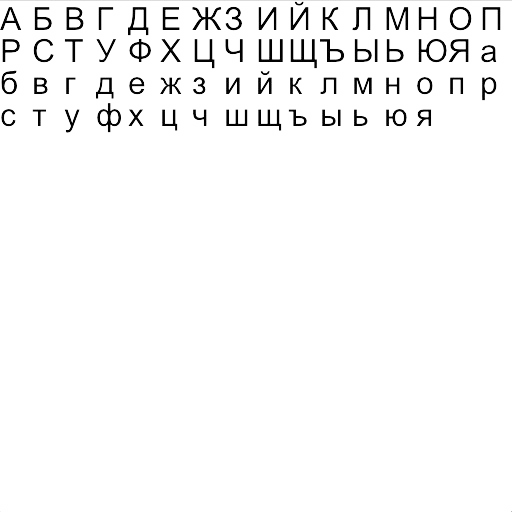 А Б В Г Д Е Ж З И Й К Л М Н О П
Р С Т У Ф Х Ц Ч Ш Щ Ъ Ы Ь Ю Я а
б в г д е ж з и й к л м н о п р
с т у ф х ц ч ш щ ъ ы ь ю я